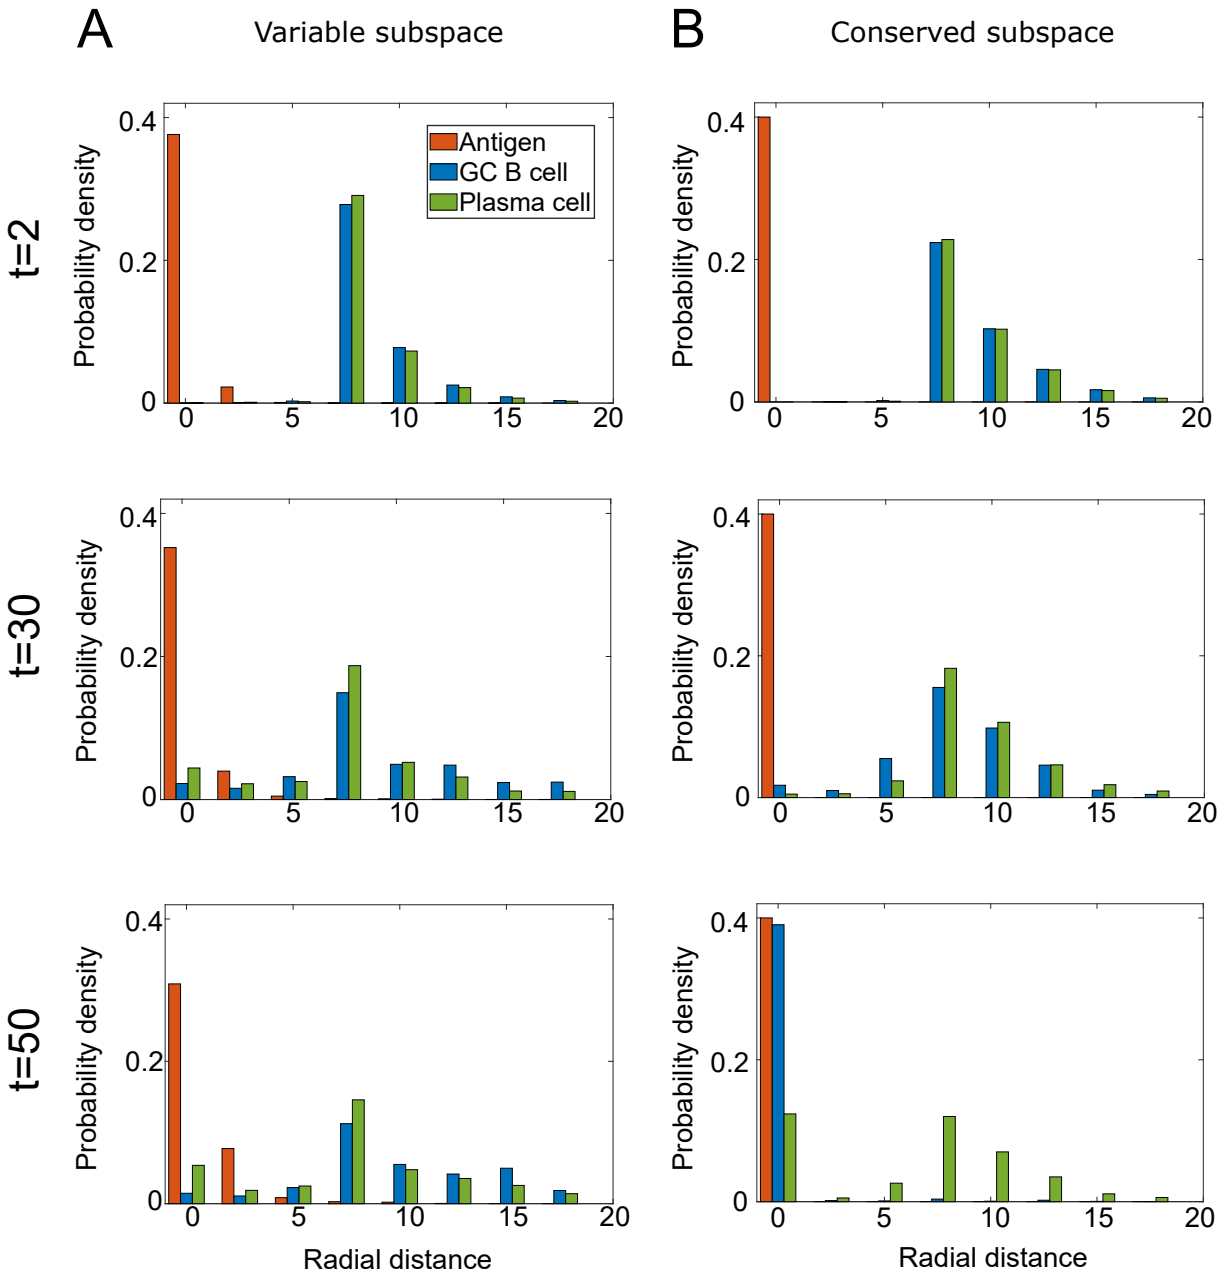 A Variable subspace
B Conserved subspace
t=2
Probability density
0.4
0.2
0
0 5 10 15 20
Antigen
GC B cell
Plasma cell
Probability density
0.4
0.2
0
0 5 10 15 20
t=30
Probability density
0.4
0.2
0
0 5 10 15 20
Probability density
0.4
0.2
0
0 5 10 15 20
t=50
Probability density
0.4
0.2
0
0 5 10 15 20
Radial distance
Probability density
0.4
0.2
0
0 5 10 15 20
Radial distance